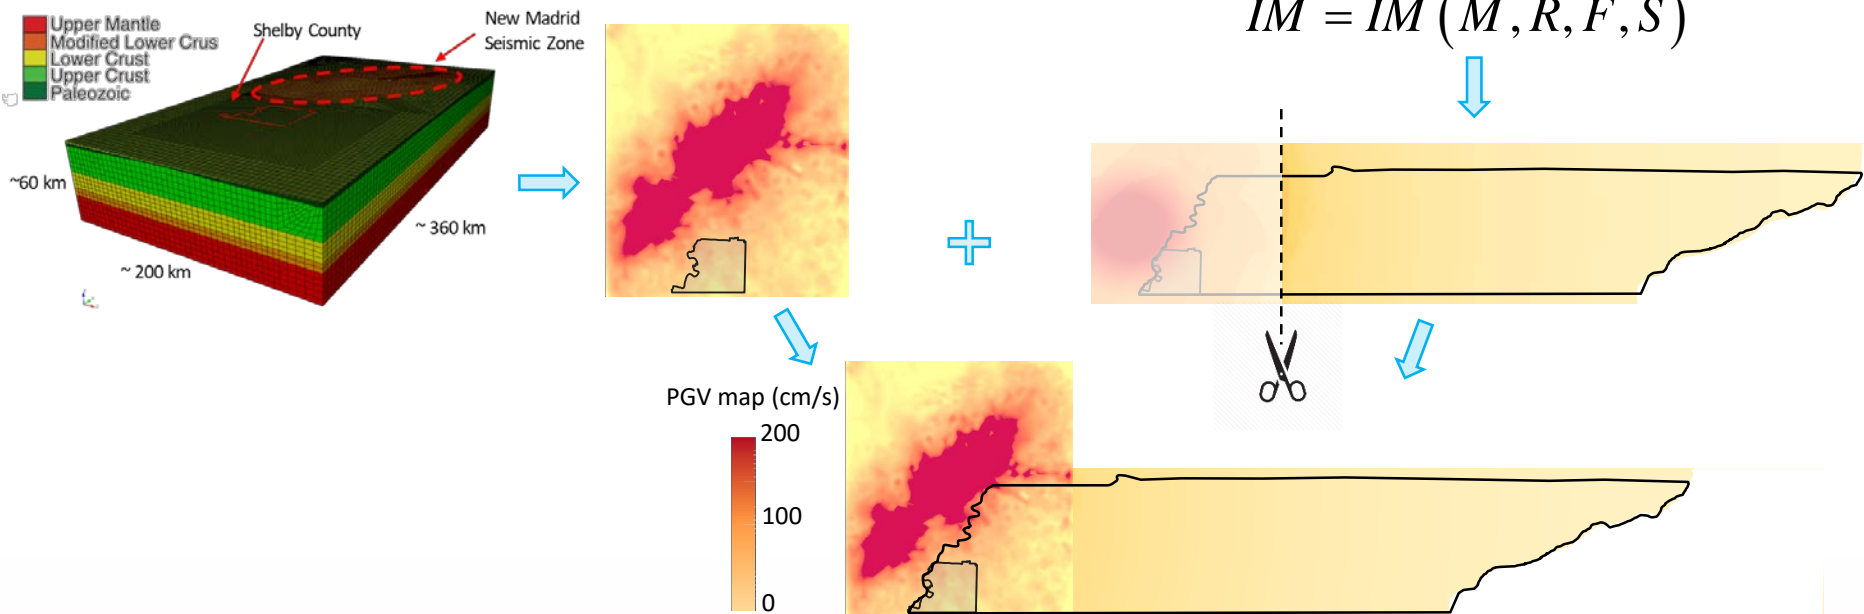 Upper Mantle
Modified Lower Crus
Lower Crust
Upper Crust
Paleozoic
Shelby County
New Madrid
Seismic Zone
~60 km
~ 200 km
~ 360 km
IM = IM (M, R, F, S)
PGV map (cm/s)
200
100
0